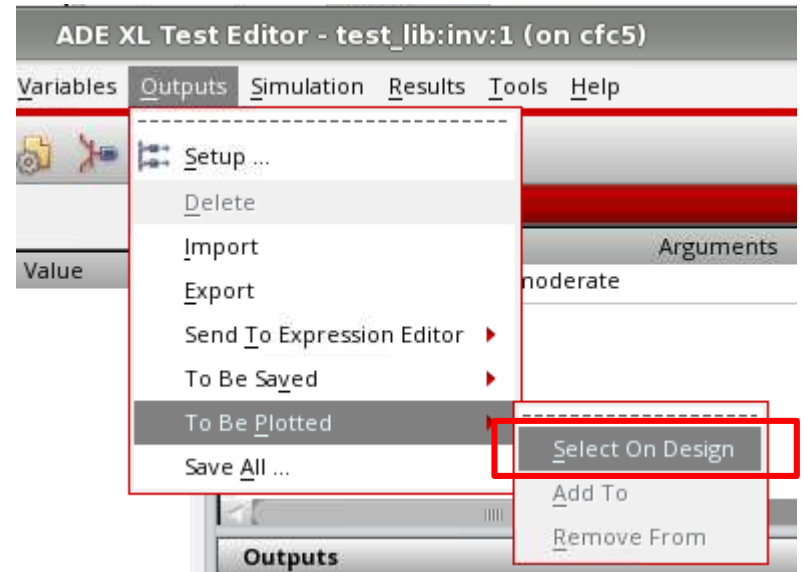 ADE XL Test Editor - test_lib:inv:1 (on cfc5)
Variables Outputs Simulation Results Tools Help
Setup ...
Delete
Import
Arguments
Value
moderate
Export
Send To Expression Editor
To Be Saved
To Be Plotted
Select On Design
Save All ...
Add To
Remove From
Outputs